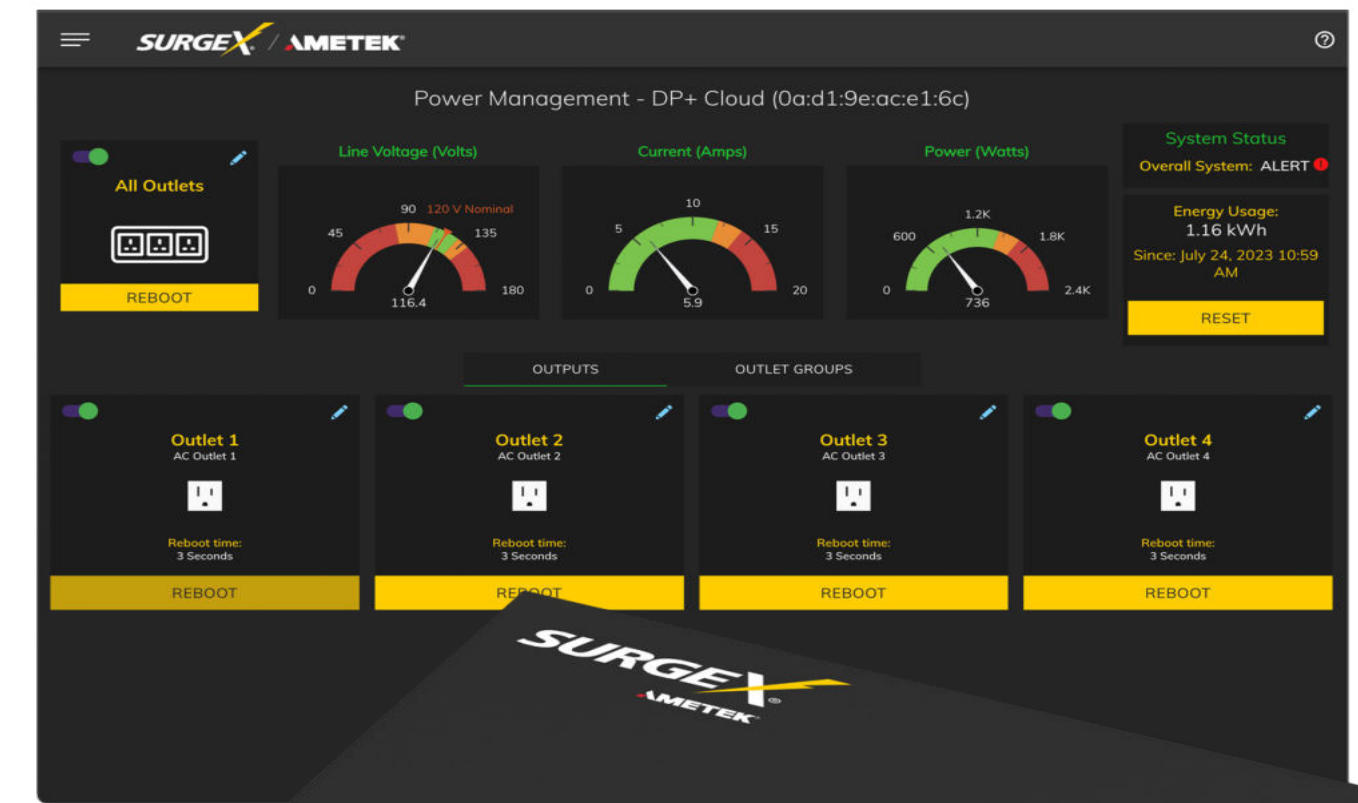 SURGEX / AMETEK®
Power Management - DP+ Cloud (0a:d1:9e:ac:e1:6c)
All Outlets
REBOOT
Line Voltage (Volts)
0
45
90
120 V Nominal
135
180
116.4
Current (Amps)
0
5
10
15
20
5.9
Power (Watts)
0
600
1.2K
1.8K
2.4K
736
System Status
Overall System: ALERT
Energy Usage:
1.16 kWh
Since: July 24, 2023 10:59
AM
RESET
OUTPUTS
OUTLET GROUPS
Outlet 1
AC Outlet 1
Reboot time:
3 Seconds
REBOOT
Outlet 2
AC Outlet 2
Reboot time:
3 Seconds
REBOOT
Outlet 3
AC Outlet 3
Reboot time:
3 Seconds
REBOOT
Outlet 4
AC Outlet 4
Reboot time:
3 Seconds
REBOOT
SURGEX®
AMETEK